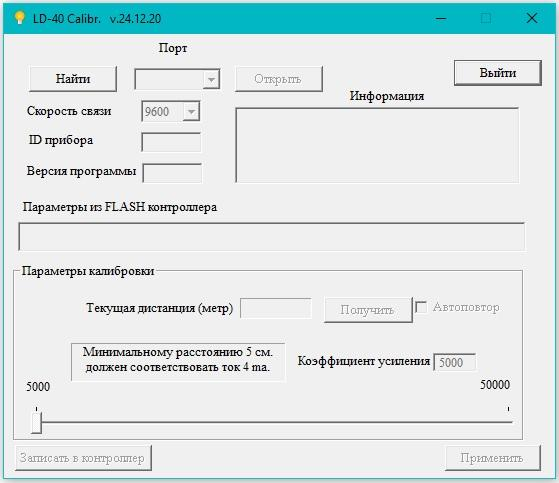 LD-40 Calibr. v.24.12.20
Порт
Найти
Открыть
Выйти
Скорость связи
9600
Информация
ID прибора
Версия программы
Параметры из FLASH контроллера
Параметры калибровки
Текущая дистанция (метр)
Получить
Автоповтор
Минимальному расстоянию 5 см.
должен соответствовать ток 4 ma.
Коэффициент усиления
5000
5000
50000
Записать в контроллер
Применить